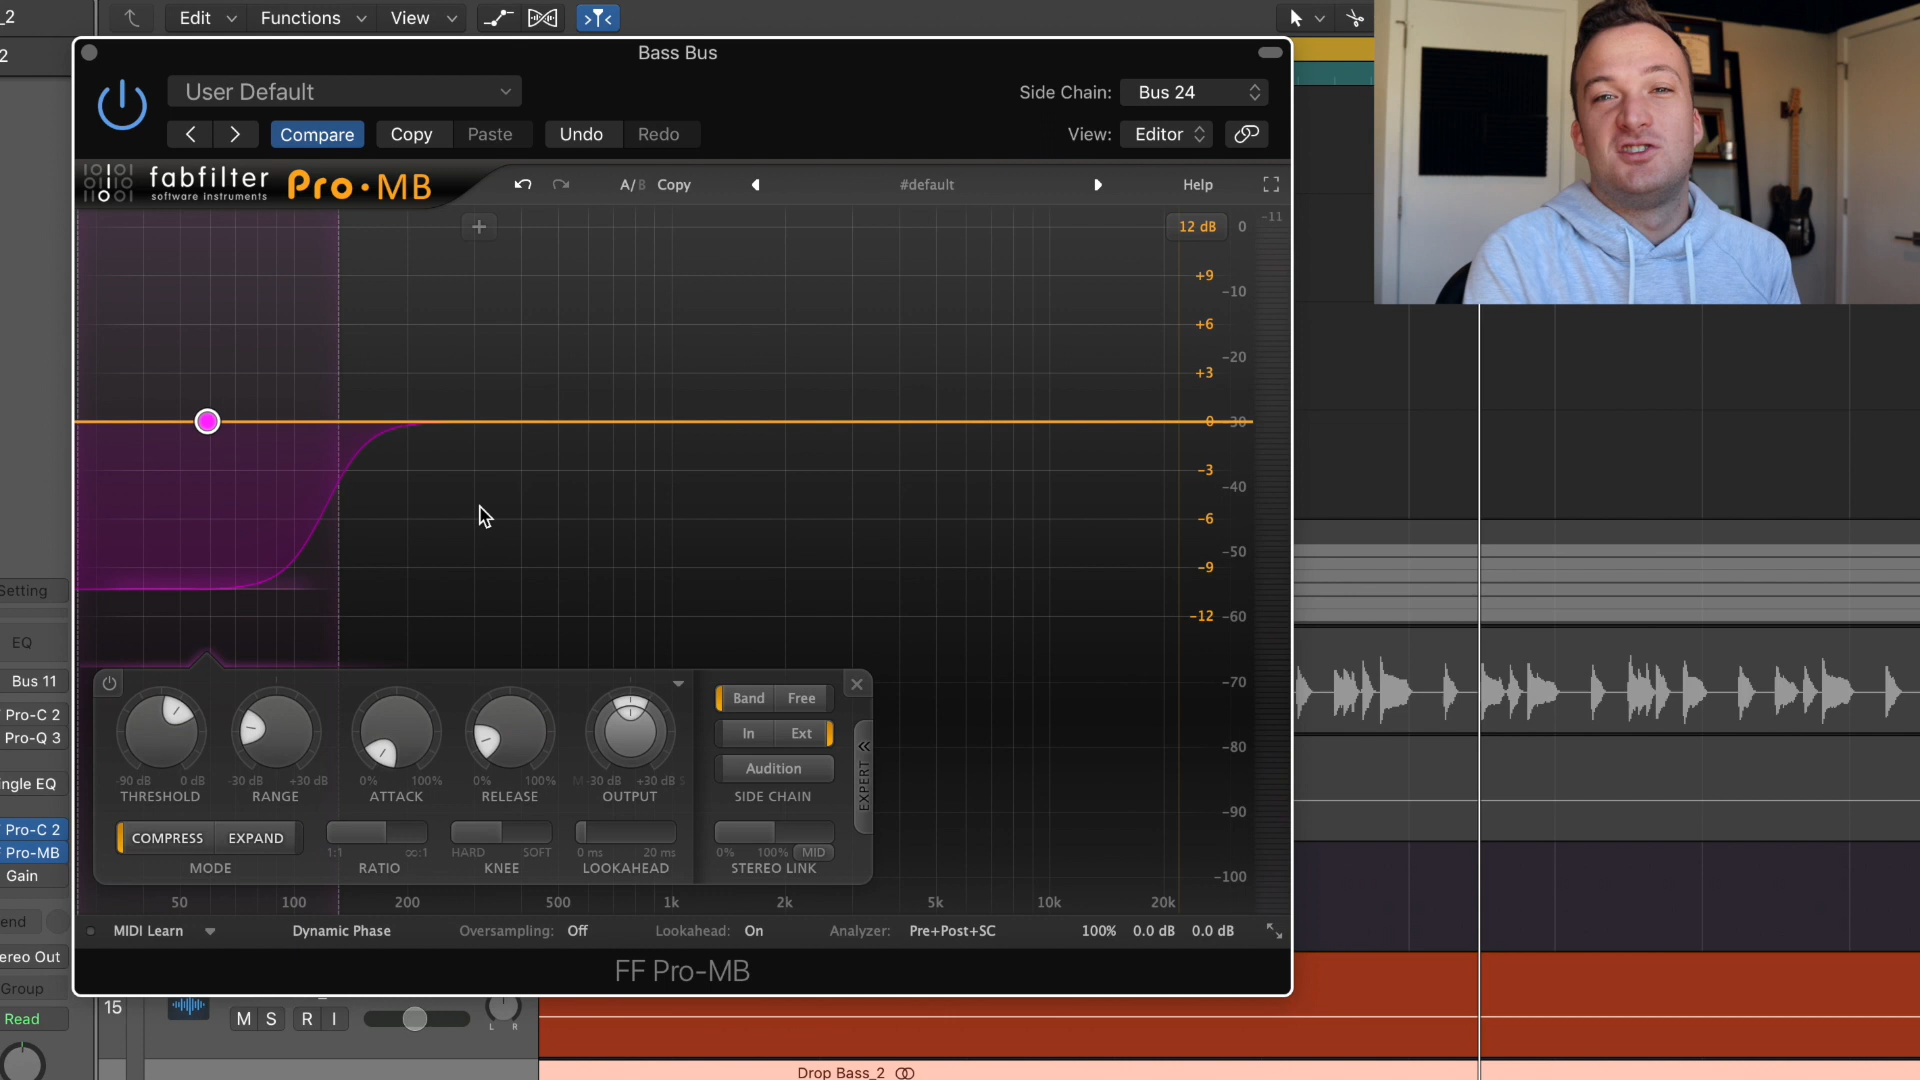 _2
Edit Functions View
2
Bass Bus
User Default
Side Chain: Bus 24
Compare Copy Paste Undo Redo
View: Editor
fabfilter
software instruments
Pro·MB
A/B Copy
#default
Help
-11
12 dB 0
+9
-10
+6
-20
+3
0 -30
-3
-40
-6
-50
-9
-12 -60
-70
-80
-90
-100
Setting
EQ
Bus 11
Pro-C 2
Pro-Q 3
ingle EQ
Pro-C 2
Pro-MB
Gain
end
ereo Out
Group
Read
-90 dB 0 dB
THRESHOLD
-30 dB +30 dB
RANGE
0% 100%
ATTACK
0% 100%
RELEASE
M -30 dB +30 dB S
OUTPUT
Band Free
In Ext
Audition
SIDE CHAIN
EXPERT
COMPRESS EXPAND
MODE
1:1 ∞:1
RATIO
HARD SOFT
KNEE
0 ms 20 ms
LOOKAHEAD
0% 100% MID
STEREO LINK
50 100 200 500 1k 2k 5k 10k 20k
MIDI Learn Dynamic Phase Oversampling: Off Lookahead: On Analyzer: Pre+Post+SC 100% 0.0 dB 0.0 dB
FF Pro-MB
15
M S R I
L R
Drop Bass_2